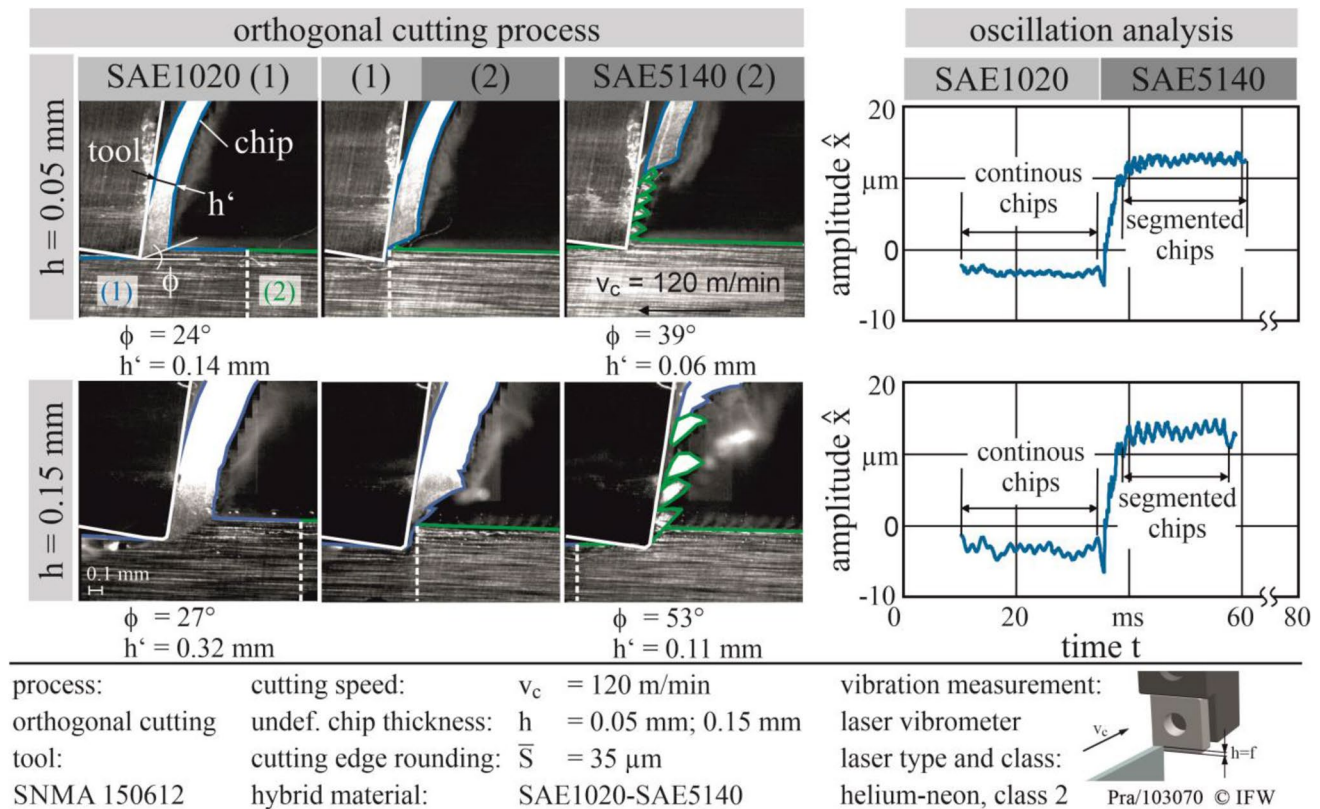 orthogonal cutting process
oscillation analysis
SAE1020 (1)
(1)
(2)
SAE5140 (2)
SAE1020
SAE5140
h = 0.05 mm
tool
chip
h‘
ϕ
(1)
(2)
v_c = 120 m/min
ϕ = 24°
h‘ = 0.14 mm
ϕ = 39°
h‘ = 0.06 mm
amplitude x̂
20
µm
0
-10
continous
chips
segmented
chips
h = 0.15 mm
0.1 mm
ϕ = 27°
h‘ = 0.32 mm
ϕ = 53°
h‘ = 0.11 mm
amplitude x̂
20
µm
0
-10
continous
chips
segmented
chips
0 20 ms 60 80
time t
process: cutting speed: v_c = 120 m/min vibration measurement:
orthogonal cutting undef. chip thickness: h = 0.05 mm; 0.15 mm laser vibrometer
tool: cutting edge rounding: S̅ = 35 µm laser type and class:
SNMA 150612 hybrid material: SAE1020-SAE5140 helium-neon, class 2
v_c
h=f
Pra/103070 © IFW